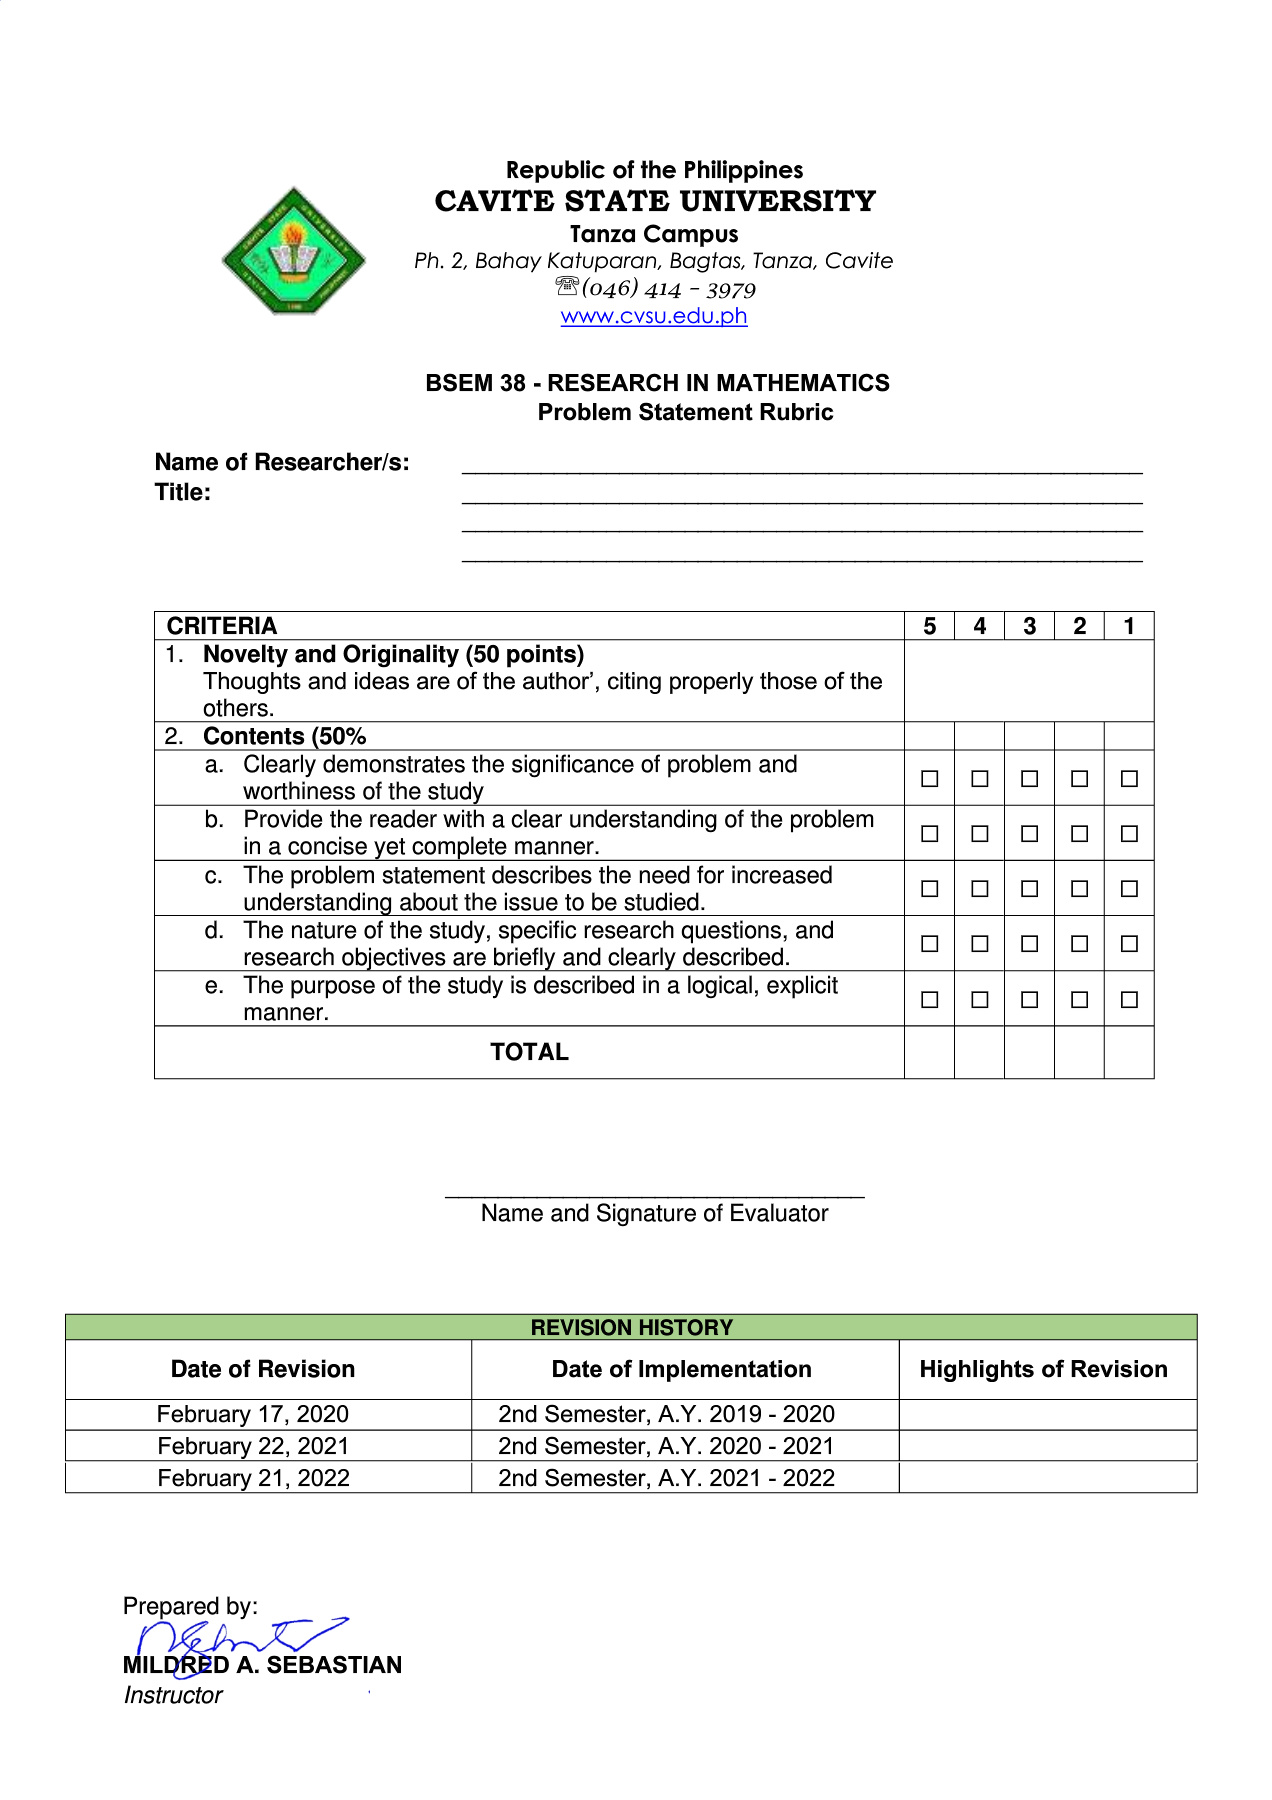 Republic of the Philippines
CAVITE STATE UNIVERSITY
Tanza Campus
Ph. 2, Bahay Katuparan, Bagtas, Tanza, Cavite
☏(046) 414 – 3979
www.cvsu.edu.ph
BSEM 38 - RESEARCH IN MATHEMATICS
Problem Statement Rubric
Name of Researcher/s: ____________________
Title: ____________________
CRITERIA 5 4 3 2 1
1. Novelty and Originality (50 points)
Thoughts and ideas are of the author’, citing properly those of the
others.
2. Contents (50%
a. Clearly demonstrates the significance of problem and
worthiness of the study ☐ ☐ ☐ ☐ ☐
b. Provide the reader with a clear understanding of the problem
in a concise yet complete manner. ☐ ☐ ☐ ☐ ☐
c. The problem statement describes the need for increased
understanding about the issue to be studied. ☐ ☐ ☐ ☐ ☐
d. The nature of the study, specific research questions, and
research objectives are briefly and clearly described. ☐ ☐ ☐ ☐ ☐
e. The purpose of the study is described in a logical, explicit
manner. ☐ ☐ ☐ ☐ ☐
TOTAL
Name and Signature of Evaluator
REVISION HISTORY
Date of Revision Date of Implementation Highlights of Revision
February 17, 2020 2nd Semester, A.Y. 2019 - 2020
February 22, 2021 2nd Semester, A.Y. 2020 - 2021
February 21, 2022 2nd Semester, A.Y. 2021 - 2022
Prepared by:
MILDRED A. SEBASTIAN
Instructor